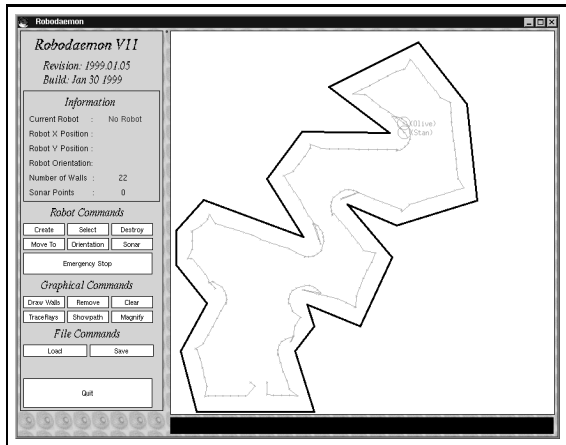 Robodaemon
Robodaemon VII
Revision: 1999.01.05
Build: Jan 30 1999
Information
Current Robot : No Robot
Robot X Position :
Robot Y Position :
Robot Orientation:
Number of Walls : 22
Sonar Points : 0
Robot Commands
Create Select Destroy
Move To Orientation Sonar
Emergency Stop
Graphical Commands
Draw Walls Remove Clear
TraceRays Showpath Magnify
File Commands
Load Save
Quit
(Olive)
(Stan)